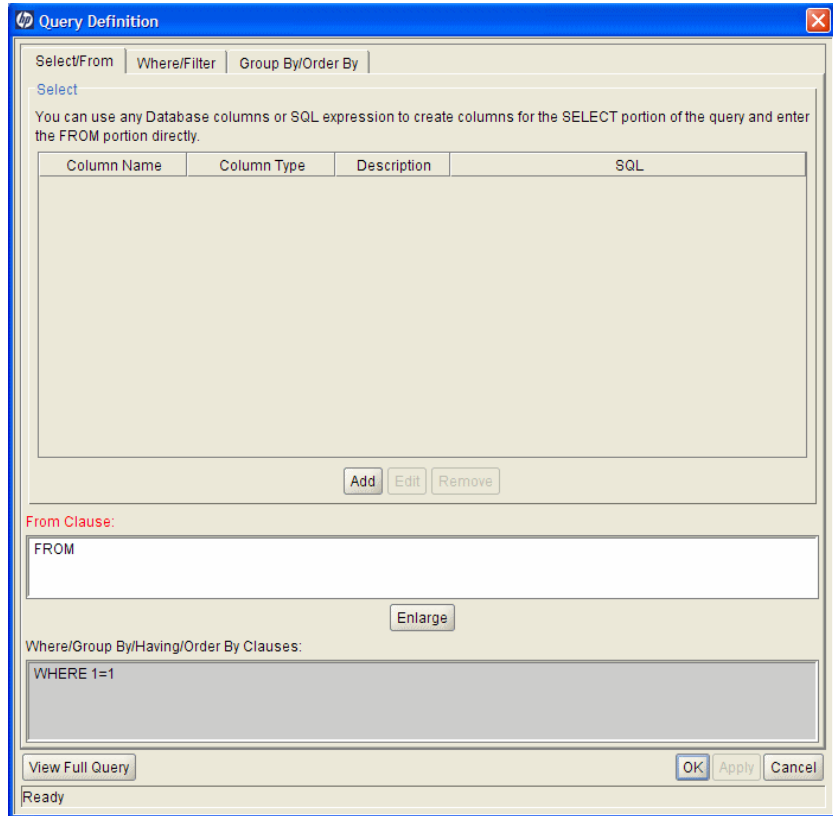 hp Query Definition
Select/From Where/Filter Group By/Order By
Select
You can use any Database columns or SQL expression to create columns for the SELECT portion of the query and enter
the FROM portion directly.
Column Name Column Type Description SQL
Add Edit Remove
From Clause:
FROM
Enlarge
Where/Group By/Having/Order By Clauses:
WHERE 1=1
View Full Query OK Apply Cancel
Ready